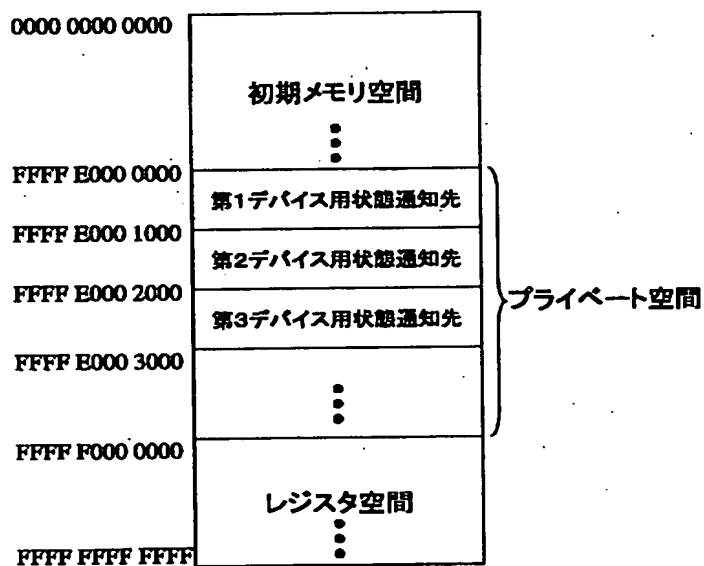 0000 0000 0000
初期メモリ空間
FFFF E000 0000
第1デバイス用状態通知先
FFFF E000 1000
第2デバイス用状態通知先
FFFF E000 2000
第3デバイス用状態通知先
プライベート空間
FFFF E000 3000
FFFF F000 0000
レジスタ空間
FFFF FFFF FFFF